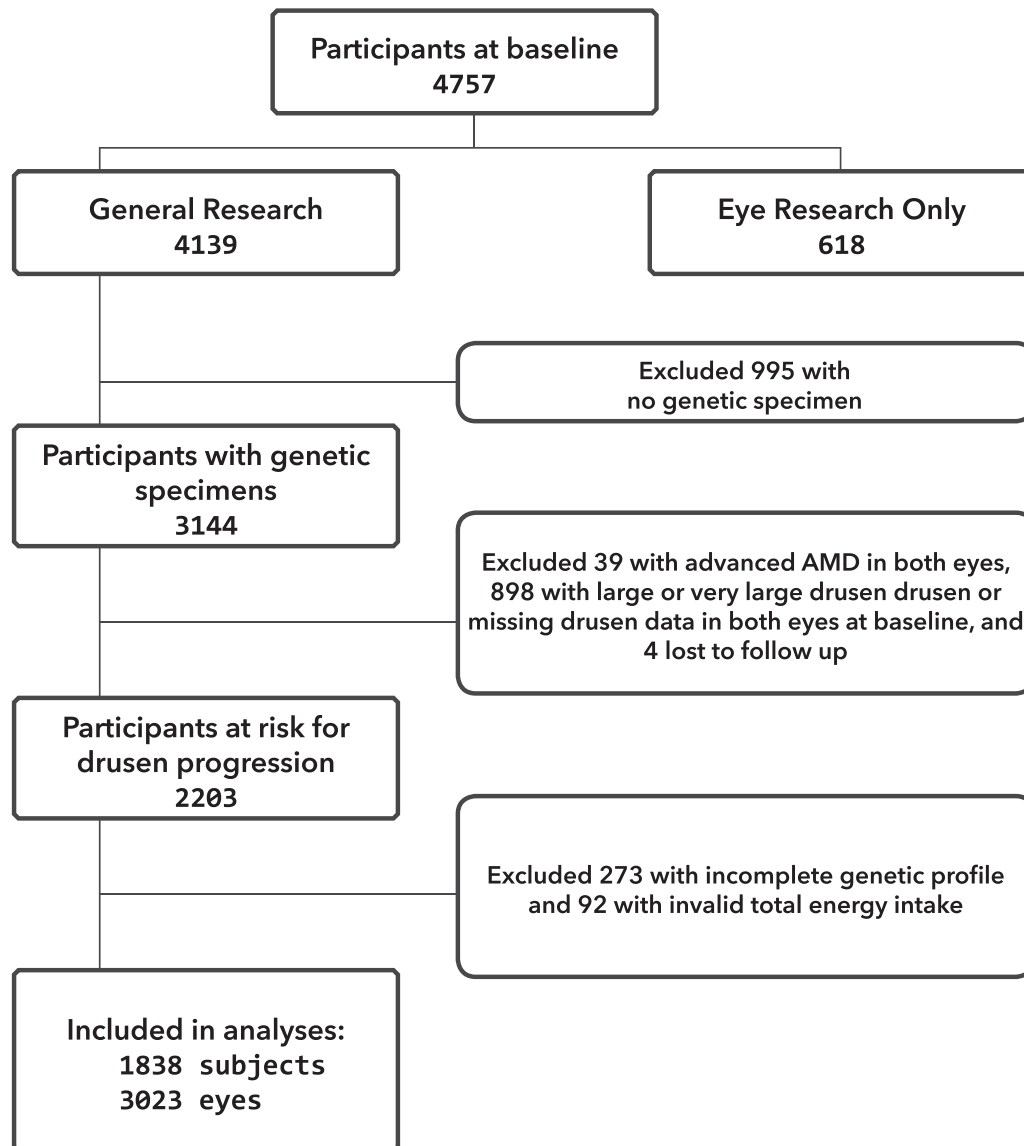 Participants at baseline
4757
General Research
4139
Eye Research Only
618
Excluded 995 with
no genetic specimen
Participants with genetic
specimens
3144
Excluded 39 with advanced AMD in both eyes,
898 with large or very large drusen drusen or
missing drusen data in both eyes at baseline, and
4 lost to follow up
Participants at risk for
drusen progression
2203
Excluded 273 with incomplete genetic profile
and 92 with invalid total energy intake
Included in analyses:
1838 subjects
3023 eyes